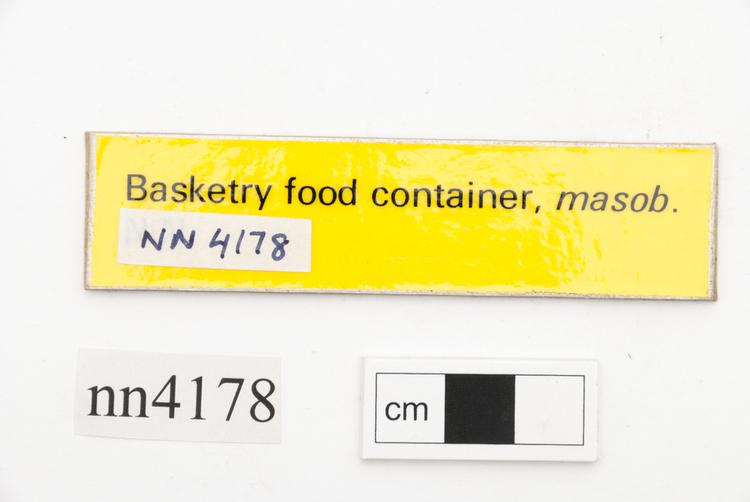 Basketry food container, masob.
NN 4178
nn4178
cm